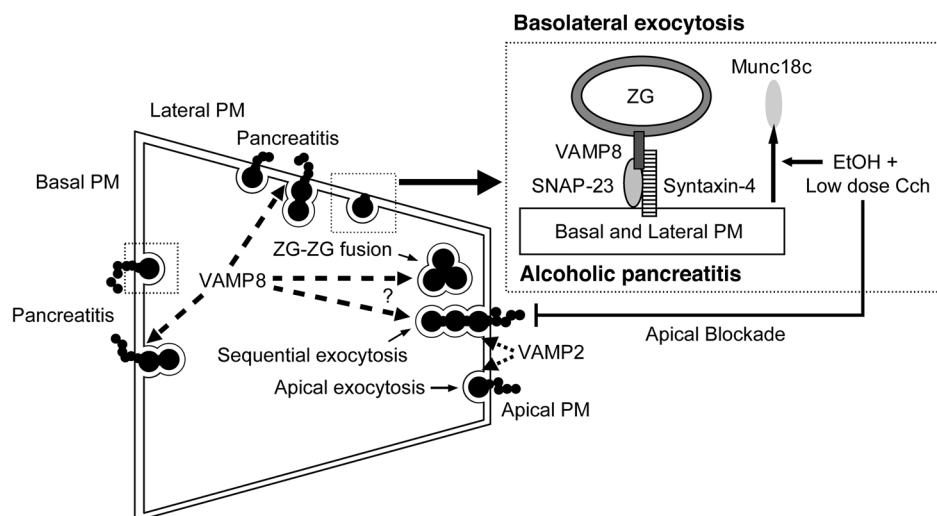 Basolateral exocytosis
Munc18c
ZG
Lateral PM
Pancreatitis
VAMP8
EtOH +
Low dose Cch
Basal PM
SNAP-23
Syntaxin-4
Basal and Lateral PM
ZG-ZG fusion
Alcoholic pancreatitis
VAMP8
?
Pancreatitis
Apical Blockade
Sequential exocytosis
VAMP2
Apical exocytosis
Apical PM